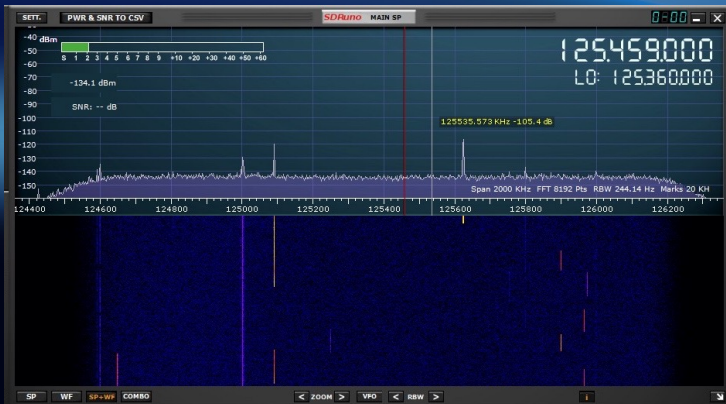 SETT. PWR & SNR TO CSV SDRuno MAIN SP 0-00
dBm
-40
-50
-60
-70
-80
-90
-100
-110
-120
-130
-140
-150
S 1 2 3 4 5 6 7 8 9 +10 +20 +30 +40 +50 +60
-134.1 dBm
SNR: -- dB
125.459.000
LO: 125.360.000
125535.573 KHz -105.4 dB
Span 2000 KHz FFT 8192 Pts RBW 244.14 Hz Marks 20 KH
124400 124600 124800 125000 125200 125400 125600 125800 126000 126200
SP WF SP+WF COMBO < ZOOM > VFO < RBW > i